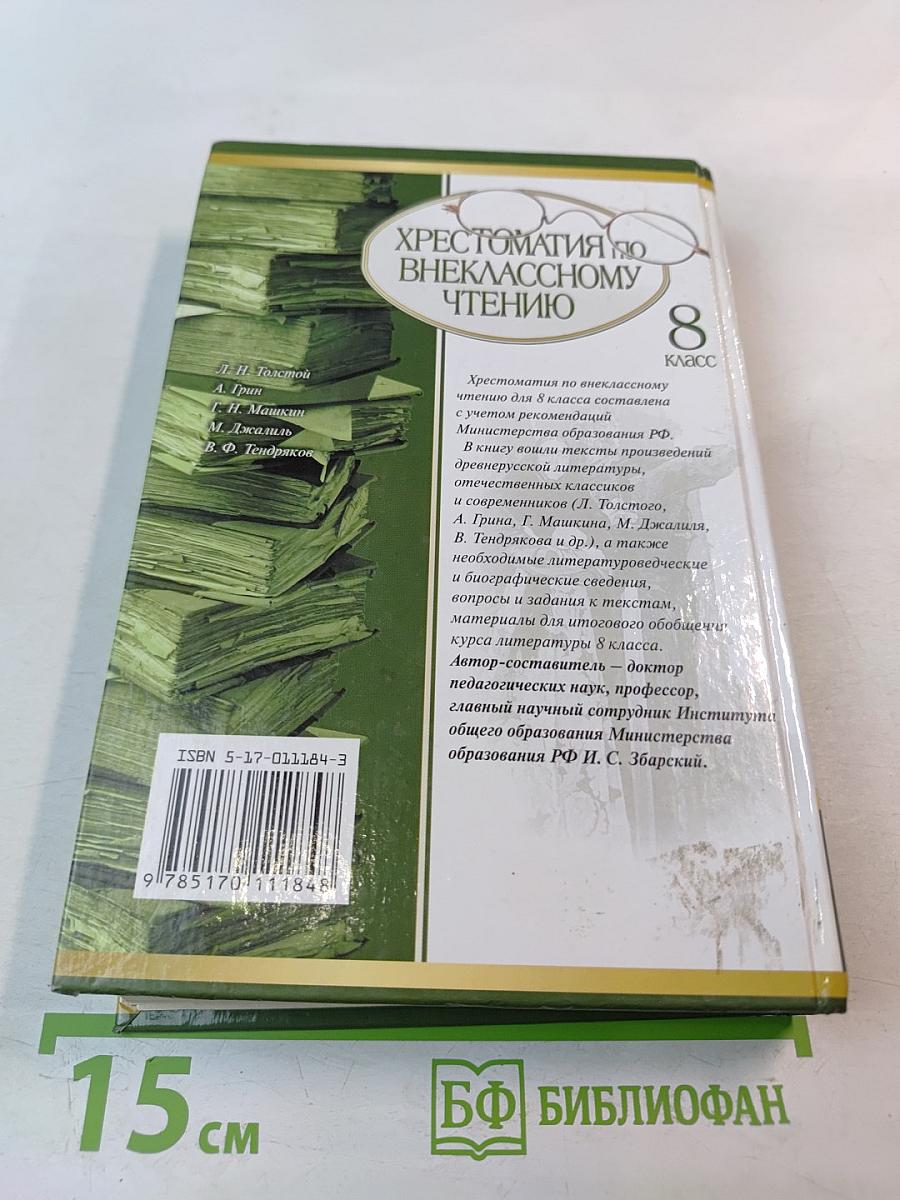 ХРЕСТОМАТИЯ ПО
ВНЕКЛАССНОМУ
ЧТЕНИЮ
8
КЛАСС
Л. Н. Толстой
А. Грин
Г. Н. Машкин
М. Джалиль
В. Ф. Тендряков
Хрестоматия по внеклассному
чтению для 8 класса составлена
с учетом рекомендаций
Министерства образования РФ.
В книгу вошли тексты произведений
древнерусской литературы,
отечественных классиков
и современников (Л. Толстого,
А. Грина, Г. Машкина, М. Джалиля,
В. Тендрякова и др.), а также
необходимые литературоведческие
и биографические сведения,
вопросы и задания к текстам,
материалы для итогового обобщения
курса литературы 8 класса.
Автор-составитель – доктор
педагогических наук, профессор,
главный научный сотрудник Института
общего образования Министерства
образования РФ И. С. Збарский.
ISBN 5-17-011184-3
9 785170 111848
15 см
БФ БИБЛИОФАН